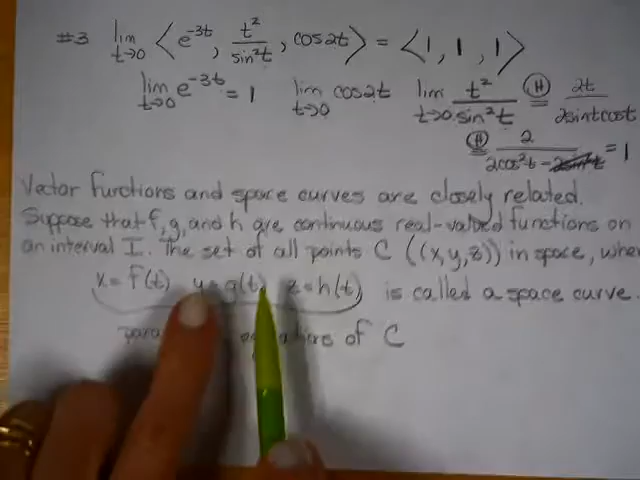 #3 lim t→0 ⟨e^-3t, t²/sin²t, cos2t⟩ = ⟨1, 1, 1⟩
lim t→0 e^-3t = 1 lim t→0 cos2t lim t→0 t²/sin²t (H) = 2t/2sintcost
(H) = 2/2cos²t - = 1
Vector functions and space curves are closely related.
Suppose that f, g, and h are continuous real-valued functions on
an interval I. The set of all points C ((x,y,z)) in space, wher
x = f(t) y = g(t) z = h(t) is called a space curve.
of C